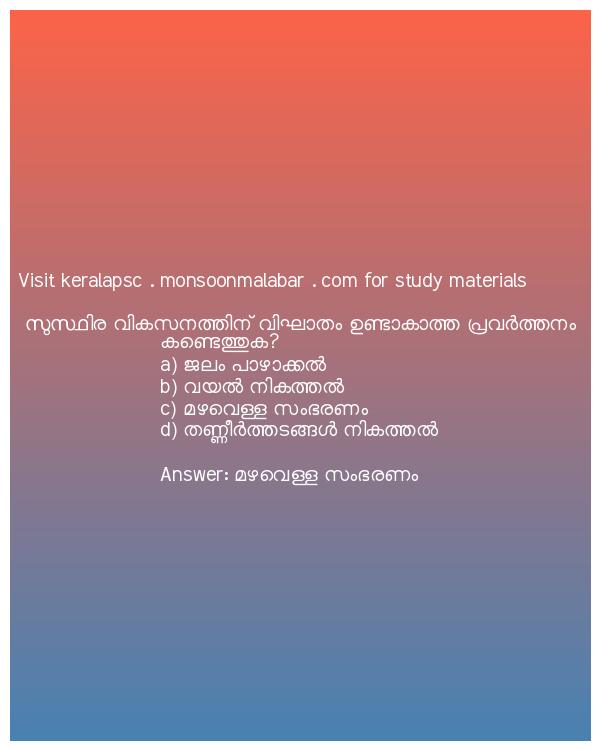 Visit keralapsc . monsoonmalabar . com for study materials
സുസ്ഥിര വികസനത്തിന് വിഘാതം ഉണ്ടാകാത്ത പ്രവർത്തനം
കണ്ടെത്തുക?
a) ജലം പാഴാക്കൽ
b) വയൽ നികത്തൽ
c) മഴവെള്ള സംഭരണം
d) തണ്ണീർത്തടങ്ങൾ നികത്തൽ
Answer: മഴവെള്ള സംഭരണം